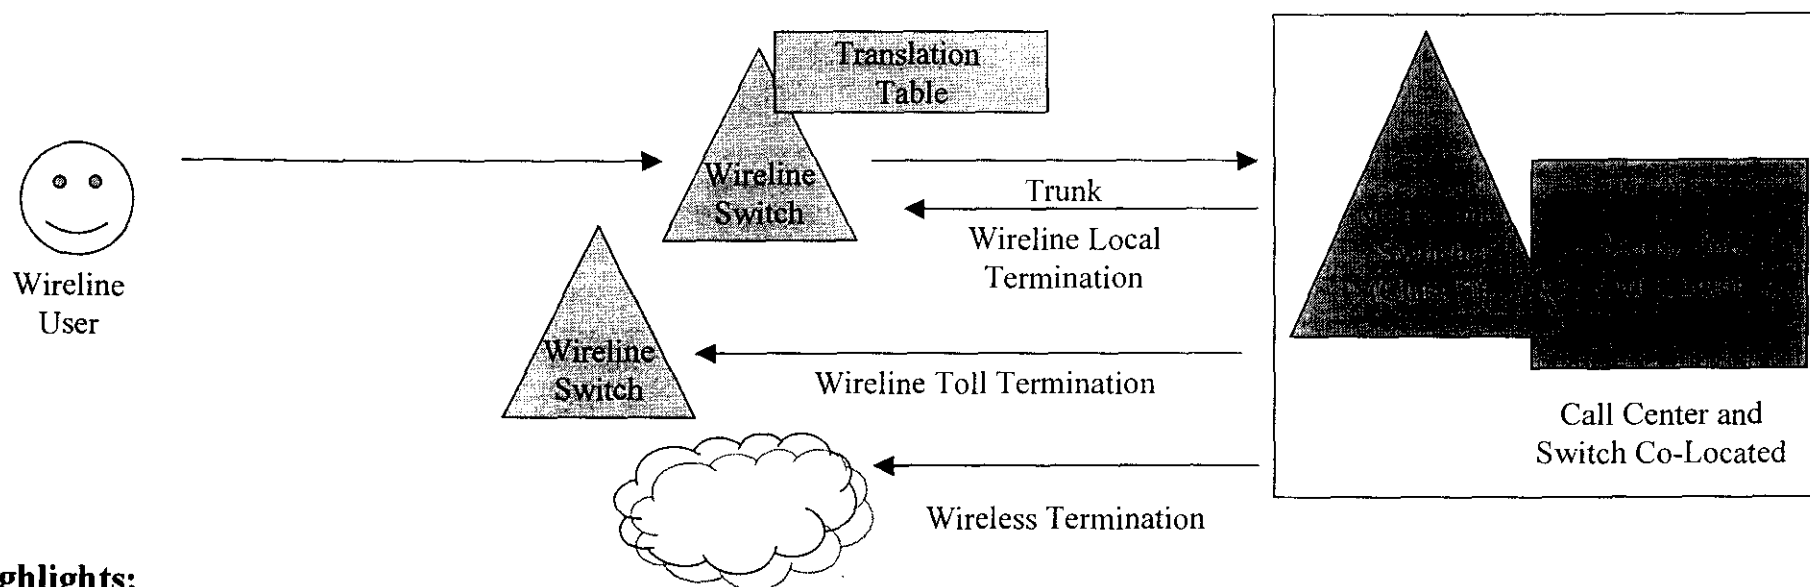 Translation
Table
Wireline
Switch
Trunk
Wireline Local
Termination
Wireline
User
Wireline
Switch
Wireline Toll Termination
Call Center and
Switch Co-Located
Wireless Termination
ghlights: